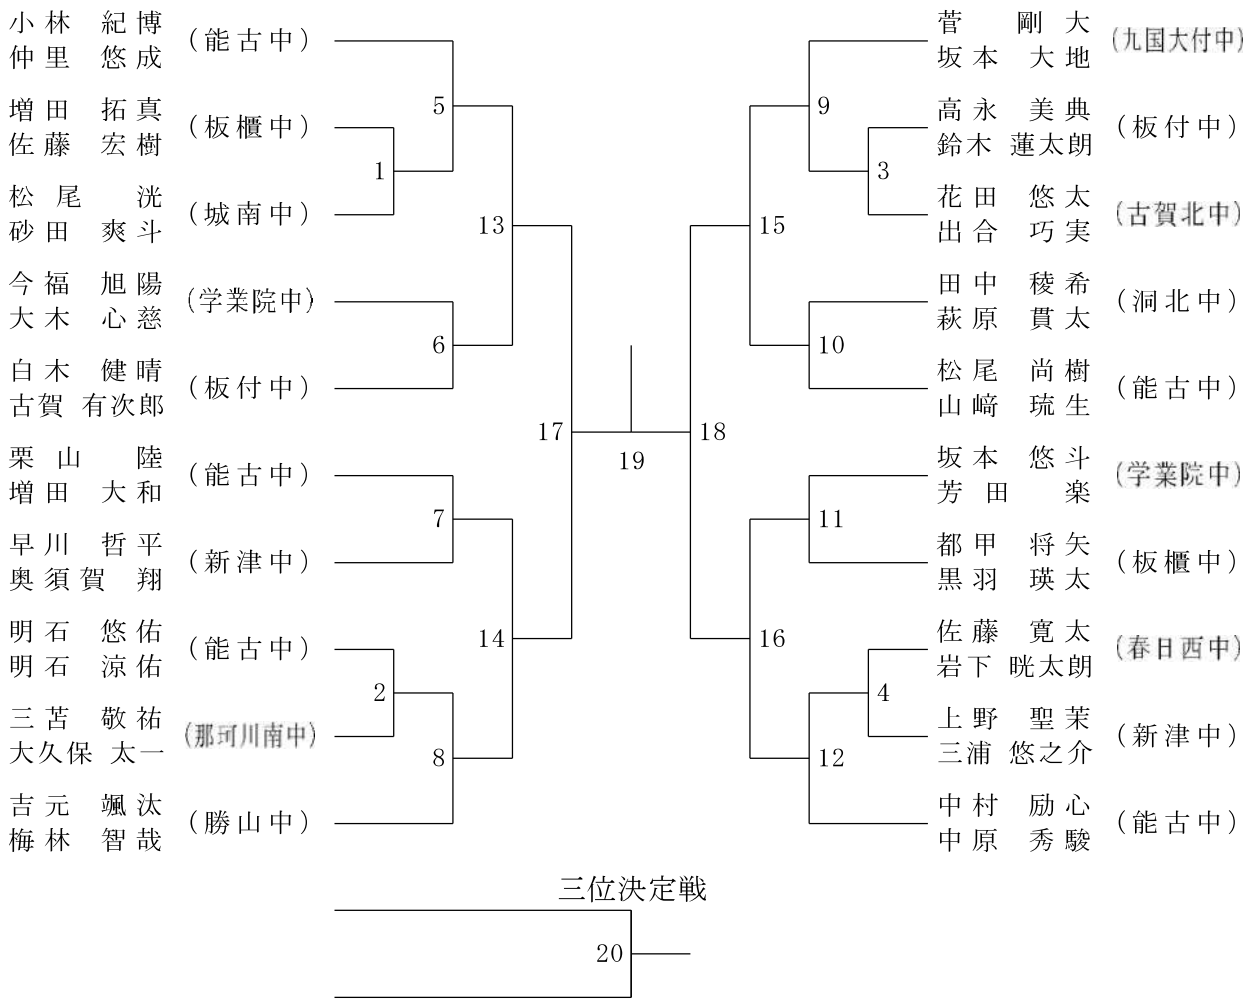 小林 紀博
仲里 悠成
(能古中)
増田 拓真
佐藤 宏樹
(板櫃中)
松尾 洸
砂田 爽斗
(城南中)
今福 旭陽
大木 心慈
(学業院中)
白木 健晴
古賀 有次郎
(板付中)
栗山 陸
増田 大和
(能古中)
早川 哲平
奥須賀 翔
(新津中)
明石 悠佑
明石 涼佑
(能古中)
三苫 敬祐
大久保 太一
(那珂川南中)
吉元 颯汰
梅林 智哉
(勝山中)
5
1
13
6
17
7
14
2
8
19
18
9
3
15
10
11
16
4
12
菅 剛大
坂本 大地
(九国大付中)
高永 美典
鈴木 蓮太朗
(板付中)
花田 悠太
出合 巧実
(古賀北中)
田中 稜希
萩原 貫太
(洞北中)
松尾 尚樹
山﨑 琉生
(能古中)
坂本 悠斗
芳田 楽
(学業院中)
都甲 将矢
黒羽 瑛太
(板櫃中)
佐藤 寛太
岩下 晄太朗
(春日西中)
上野 聖茉
三浦 悠之介
(新津中)
中村 励心
中原 秀駿
(能古中)
三位決定戦
20